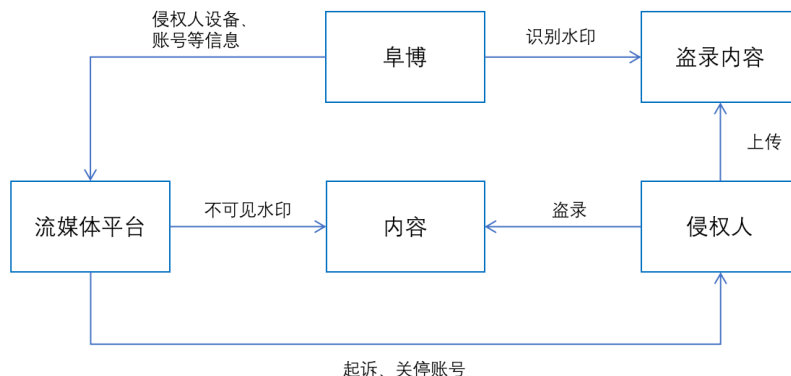 侵权人设备、
账号等信息
阜博
识别水印
盗录内容
上传
流媒体平台
不可见水印
内容
盗录
侵权人
起诉、关停账号